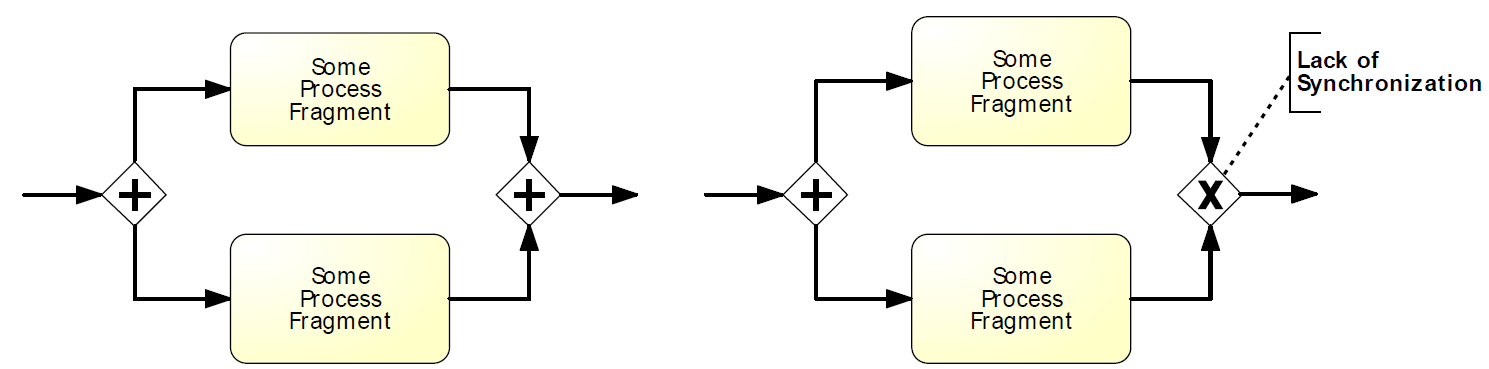 Some
Process
Fragment
Some
Process
Fragment
Some
Process
Fragment
Some
Process
Fragment
X
Lack of
Synchronization